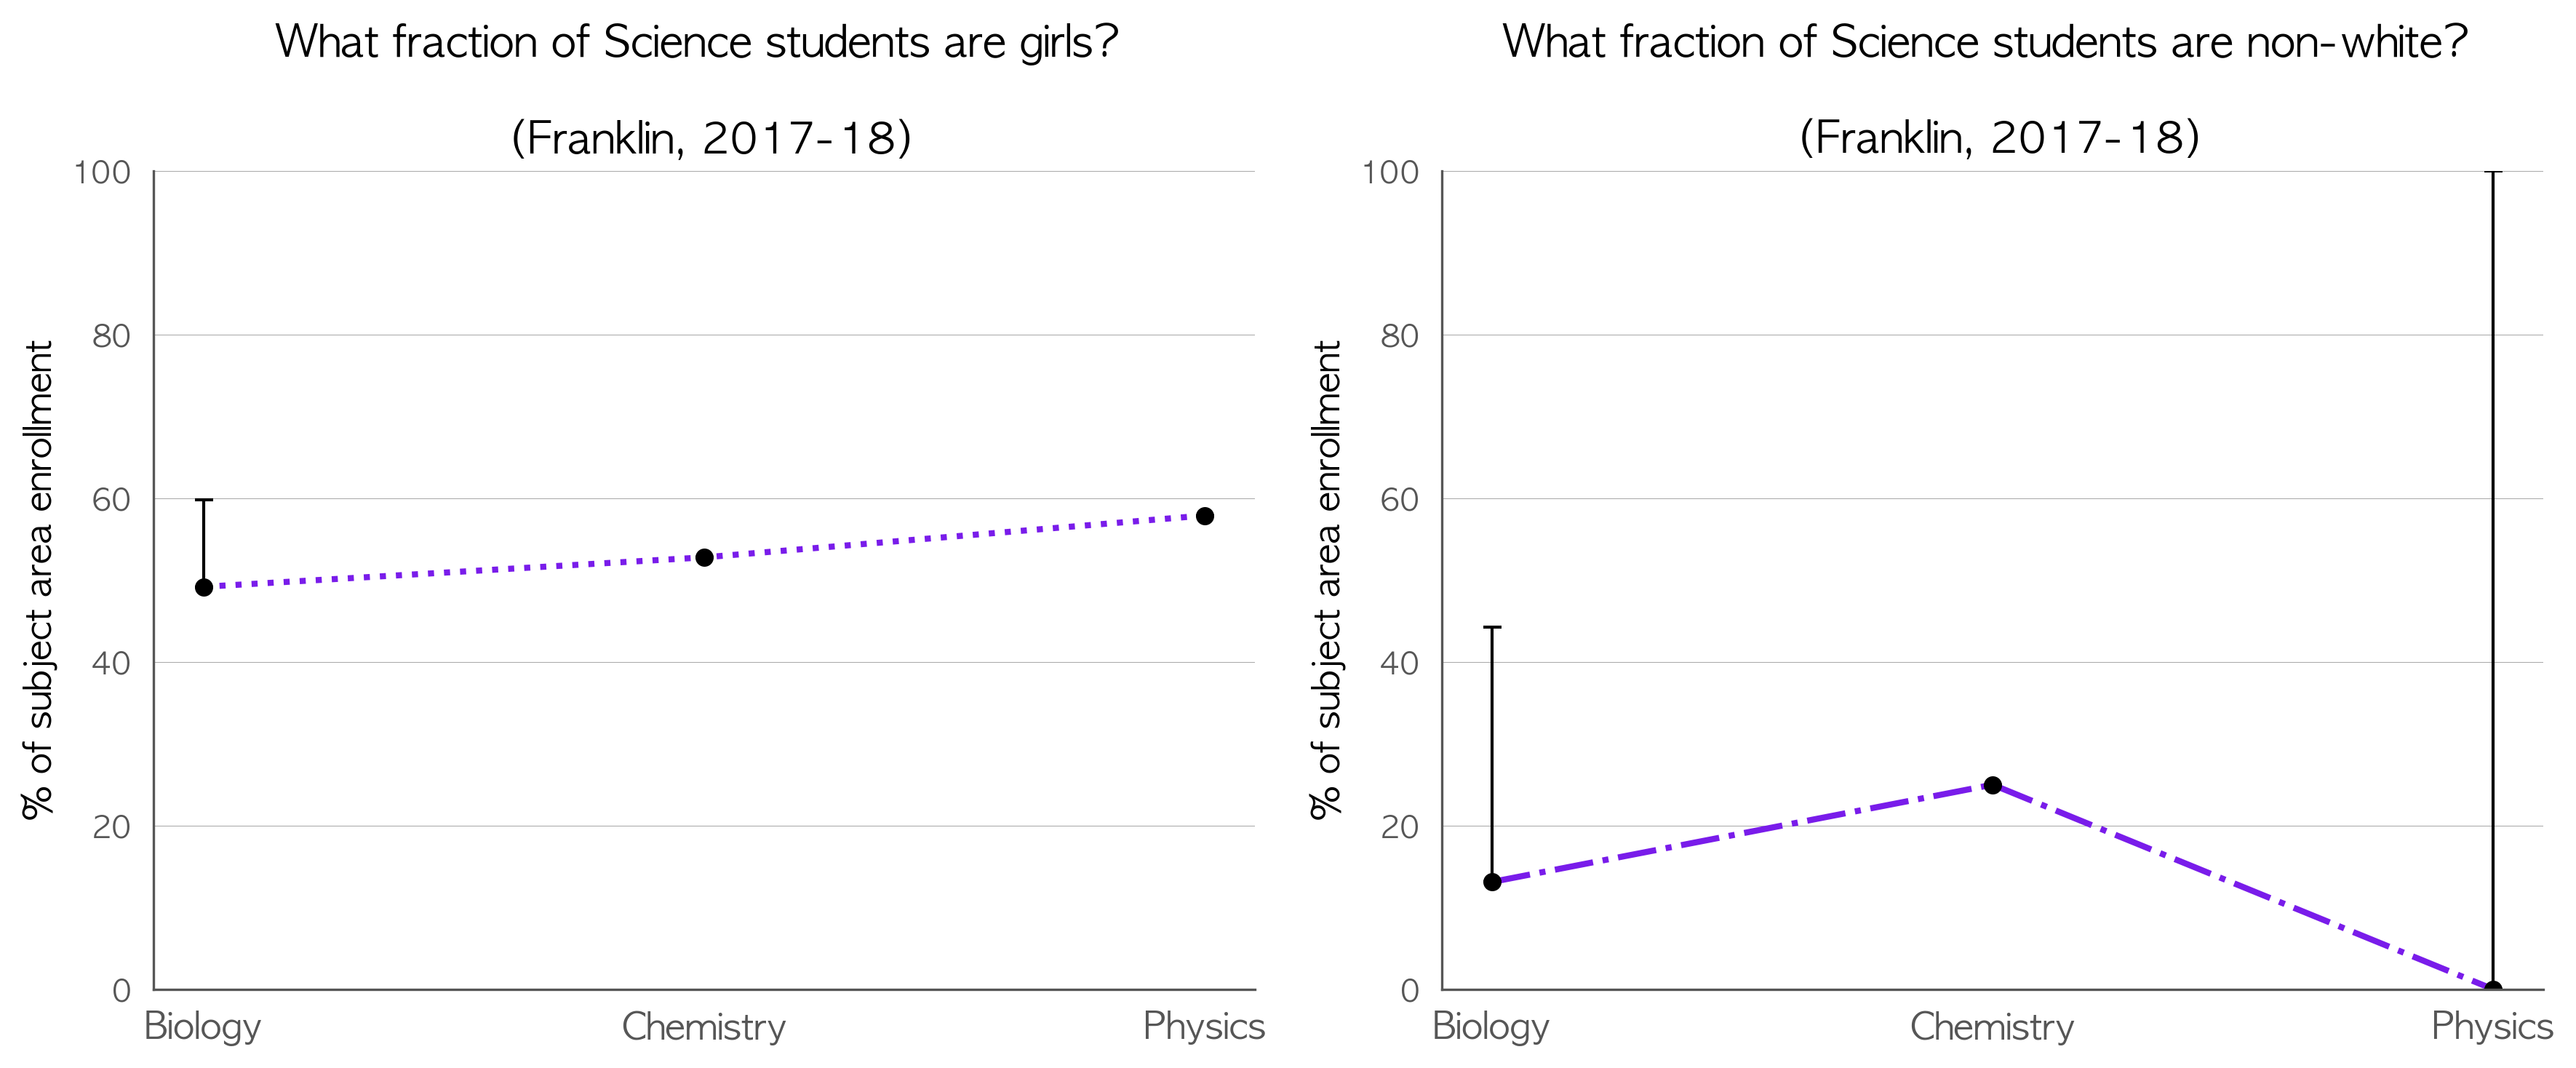 What fraction of Science students are girls?
(Franklin, 2017-18)
% of subject area enrollment
100
80
60
40
20
0
Biology
Chemistry
Physics
What fraction of Science students are non-white?
(Franklin, 2017-18)
% of subject area enrollment
100
80
60
40
20
0
Biology
Chemistry
Physics